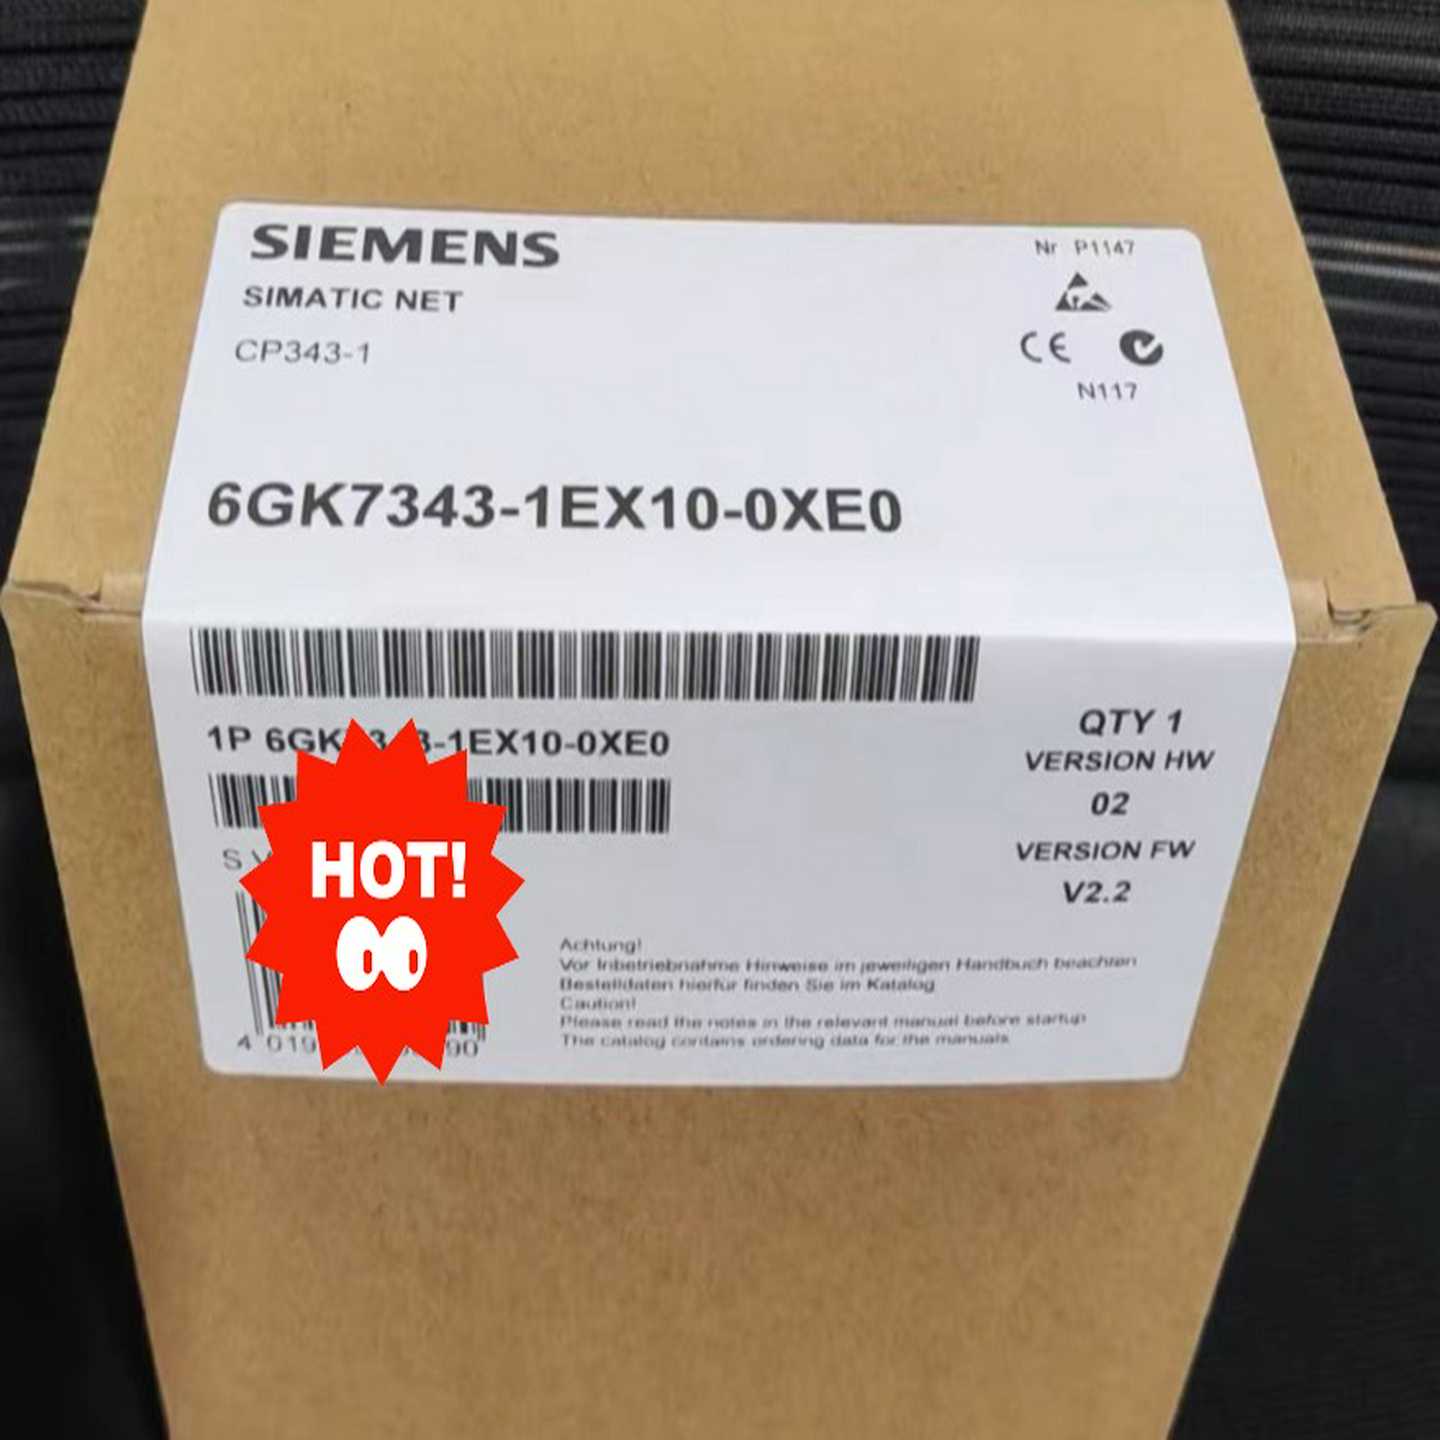 SIEMENS
SIMATIC NET
CP343-1
Nr P1147
CE
N117
6GK7343-1EX10-0XE0
1P 6GK 3 3-1EX10-0XE0
QTY 1
VERSION HW
02
VERSION FW
V2.2
S V
HOT!
Achtung!
Vor Inbetriebnahme Hinweise im jeweiligen Handbuch beachten
Bestelldaten hierfür finden Sie im Katalog
Caution!
Please read the notes in the relevant manual before startup
The catalog contains ordering data for the manuals
4 019 90